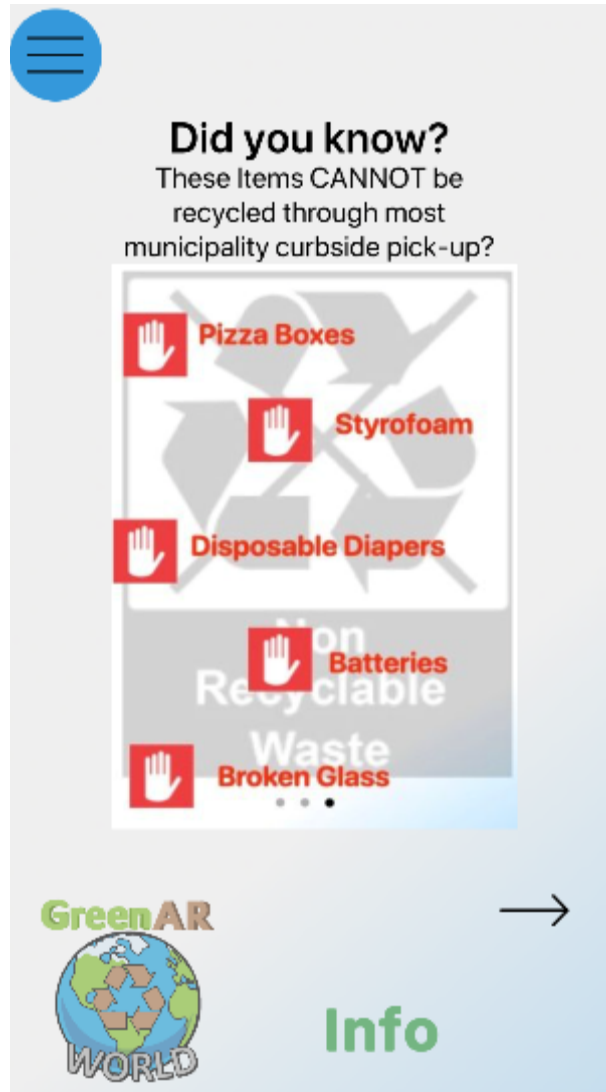 Did you know?
These Items CANNOT be
recycled through most
municipality curbside pick-up?
Pizza Boxes
Styrofoam
Disposable Diapers
Non
Batteries
Recyclable
Waste
Broken Glass
GreenAR
WORLD
Info